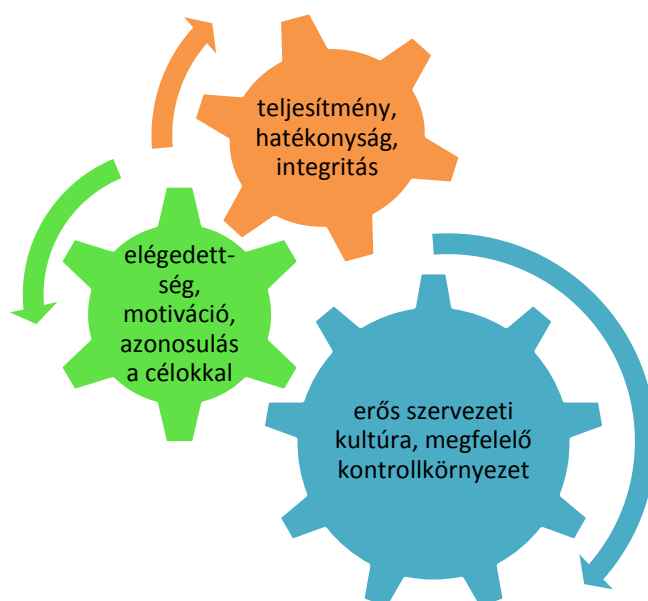 teljesítmény,
hatékonyság,
integritás
elégedett-
ség,
motiváció,
azonosulás
a célokkal
erős szervezeti
kultúra, megfelelő
kontrollkörnyezet